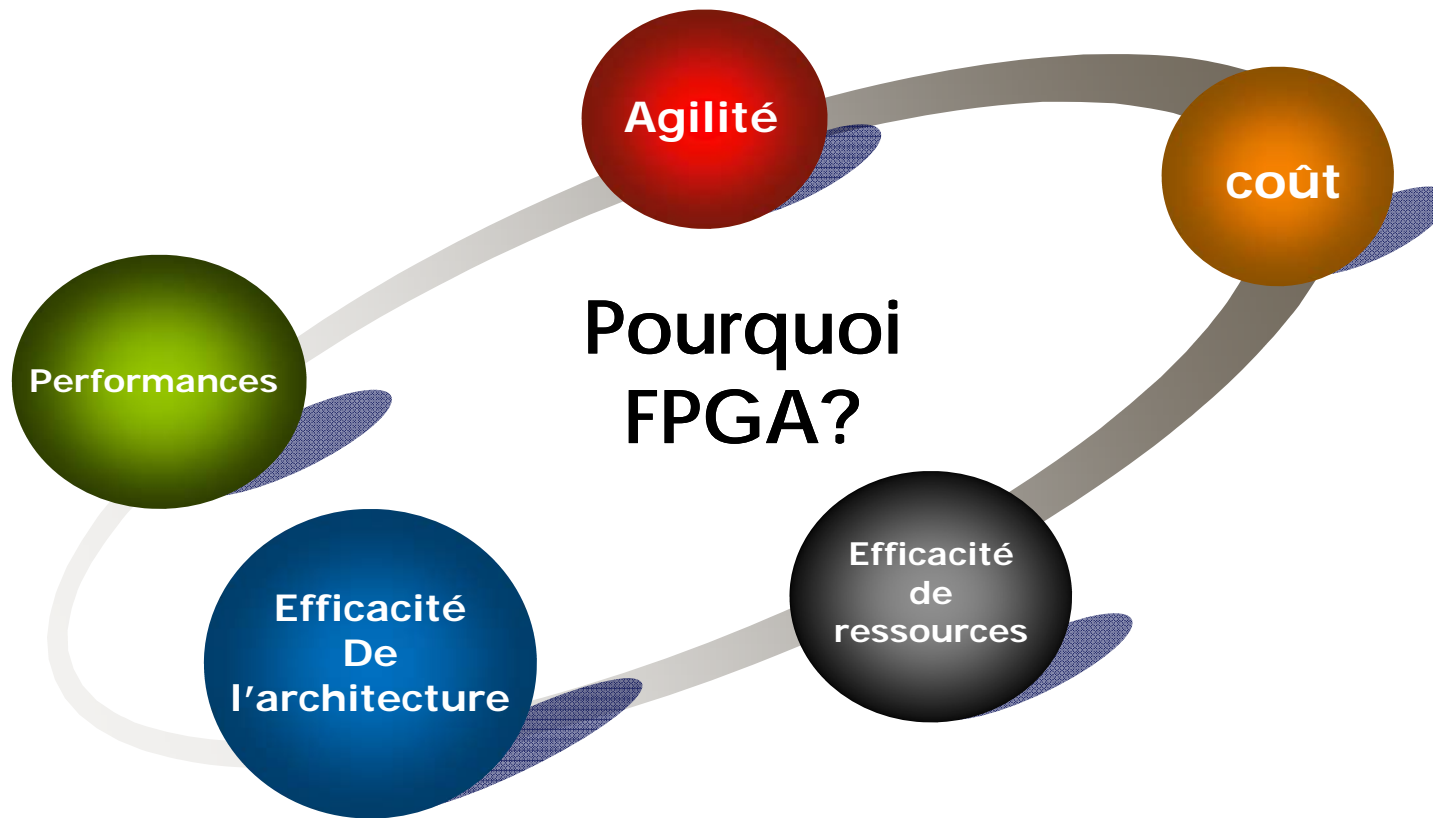 Agilité
coût
Pourquoi
FPGA?
Performances
Efficacité
de
ressources
Efficacité
De
l’architecture